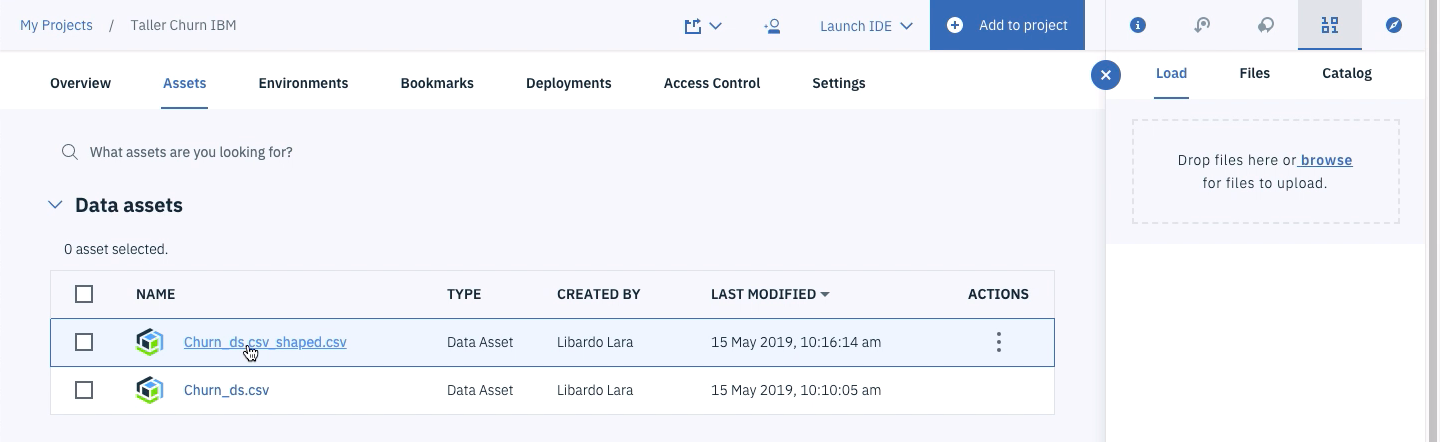 My Projects / Taller Churn IBM
Launch IDE
Add to project
Overview
Assets
Environments
Bookmarks
Deployments
Access Control
Settings
Load
Files
Catalog
What assets are you looking for?
Drop files here or browse
for files to upload.
Data assets
0 asset selected.
NAME TYPE CREATED BY LAST MODIFIED ACTIONS
Churn_ds.csv_shaped.csv Data Asset Libardo Lara 15 May 2019, 10:16:14 am
Churn_ds.csv Data Asset Libardo Lara 15 May 2019, 10:10:05 am